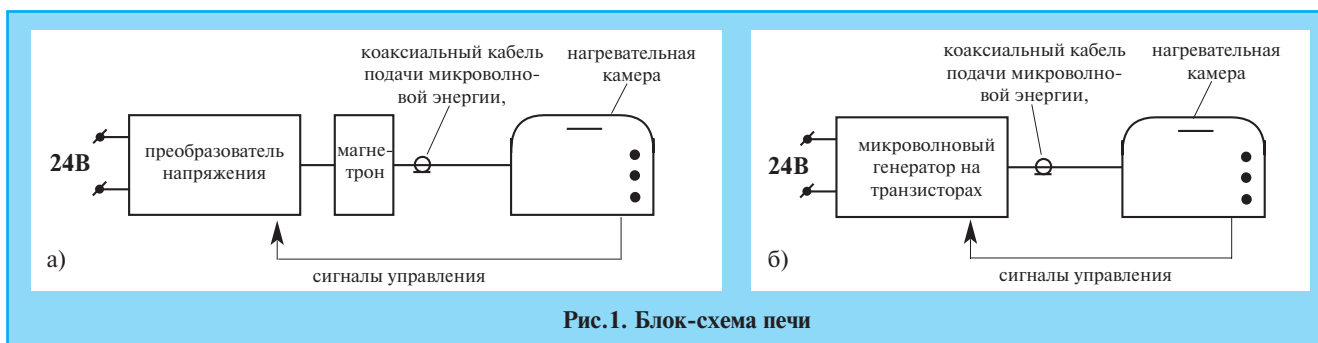 коаксиальный кабель
подачи микроволно-
вой энергии,
нагревательная
камера
24В
преобразователь
напряжения
магне-
трон
а)
сигналы управления
коаксиальный кабель
подачи микроволно-
вой энергии,
нагревательная
камера
24В
микроволновый
генератор на
транзисторах
б)
сигналы управления
Рис.1. Блок-схема печи